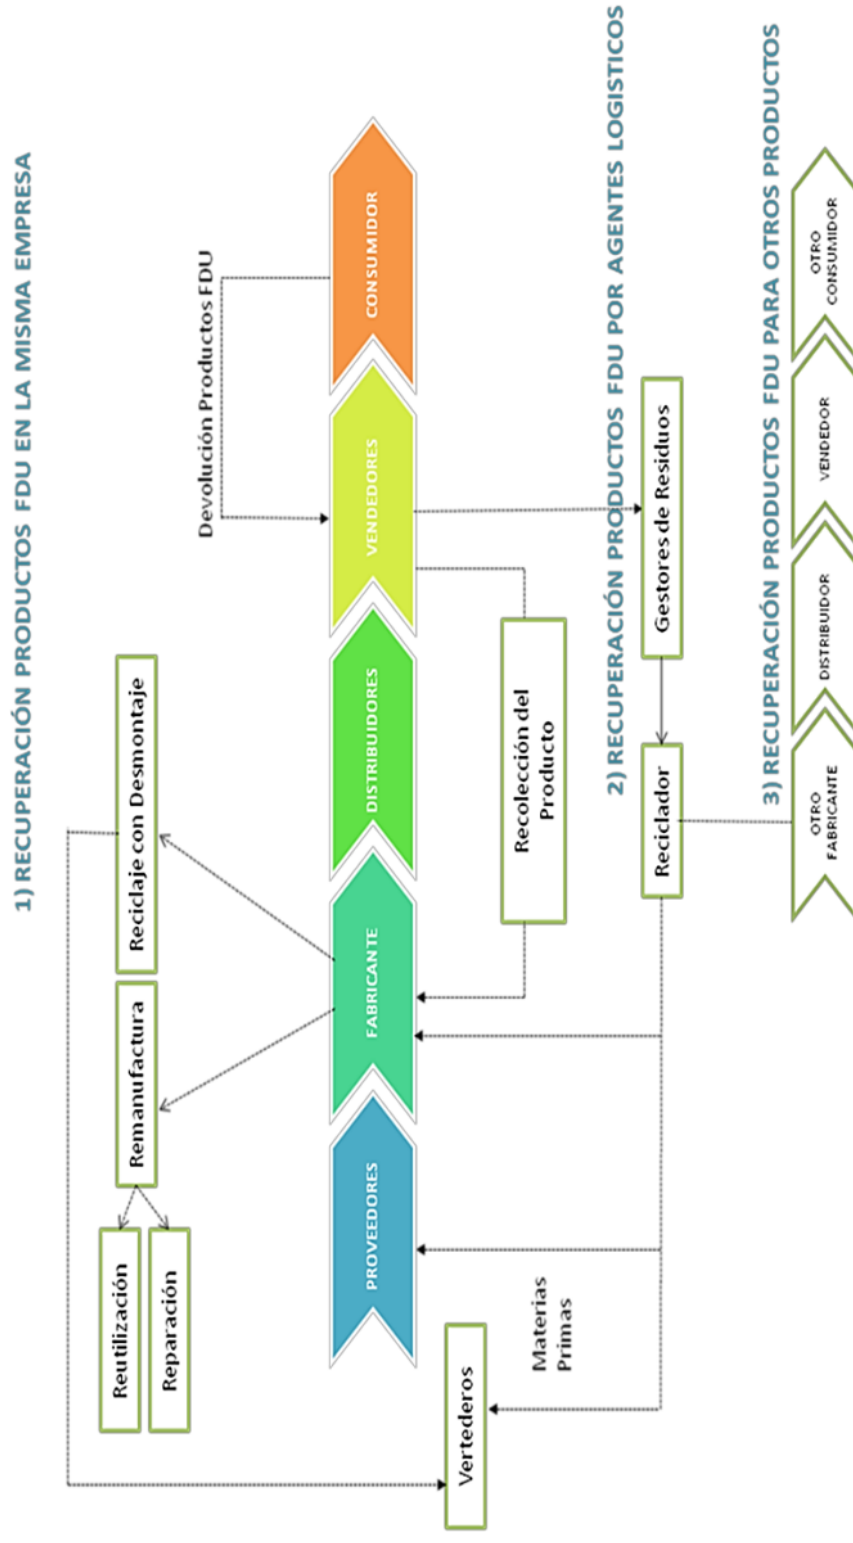 1) RECUPERACIÓN PRODUCTOS FDU EN LA MISMA EMPRESA
Reutilización
Reparación
Remanufactura
Reciclaje con Desmontaje
Devolución Productos FDU
PROVEEDORES
FABRICANTE
DISTRIBUIDORES
VENDEDORES
CONSUMIDOR
Vertederos
Materias
Primas
Recolección del
Producto
2) RECUPERACIÓN PRODUCTOS FDU POR AGENTES LOGISTICOS
Reciclador
Gestores de Residuos
3) RECUPERACIÓN PRODUCTOS FDU PARA OTROS PRODUCTOS
OTRO
FABRICANTE
DISTRIBUIDOR
VENDEDOR
OTRO
CONSUMIDOR